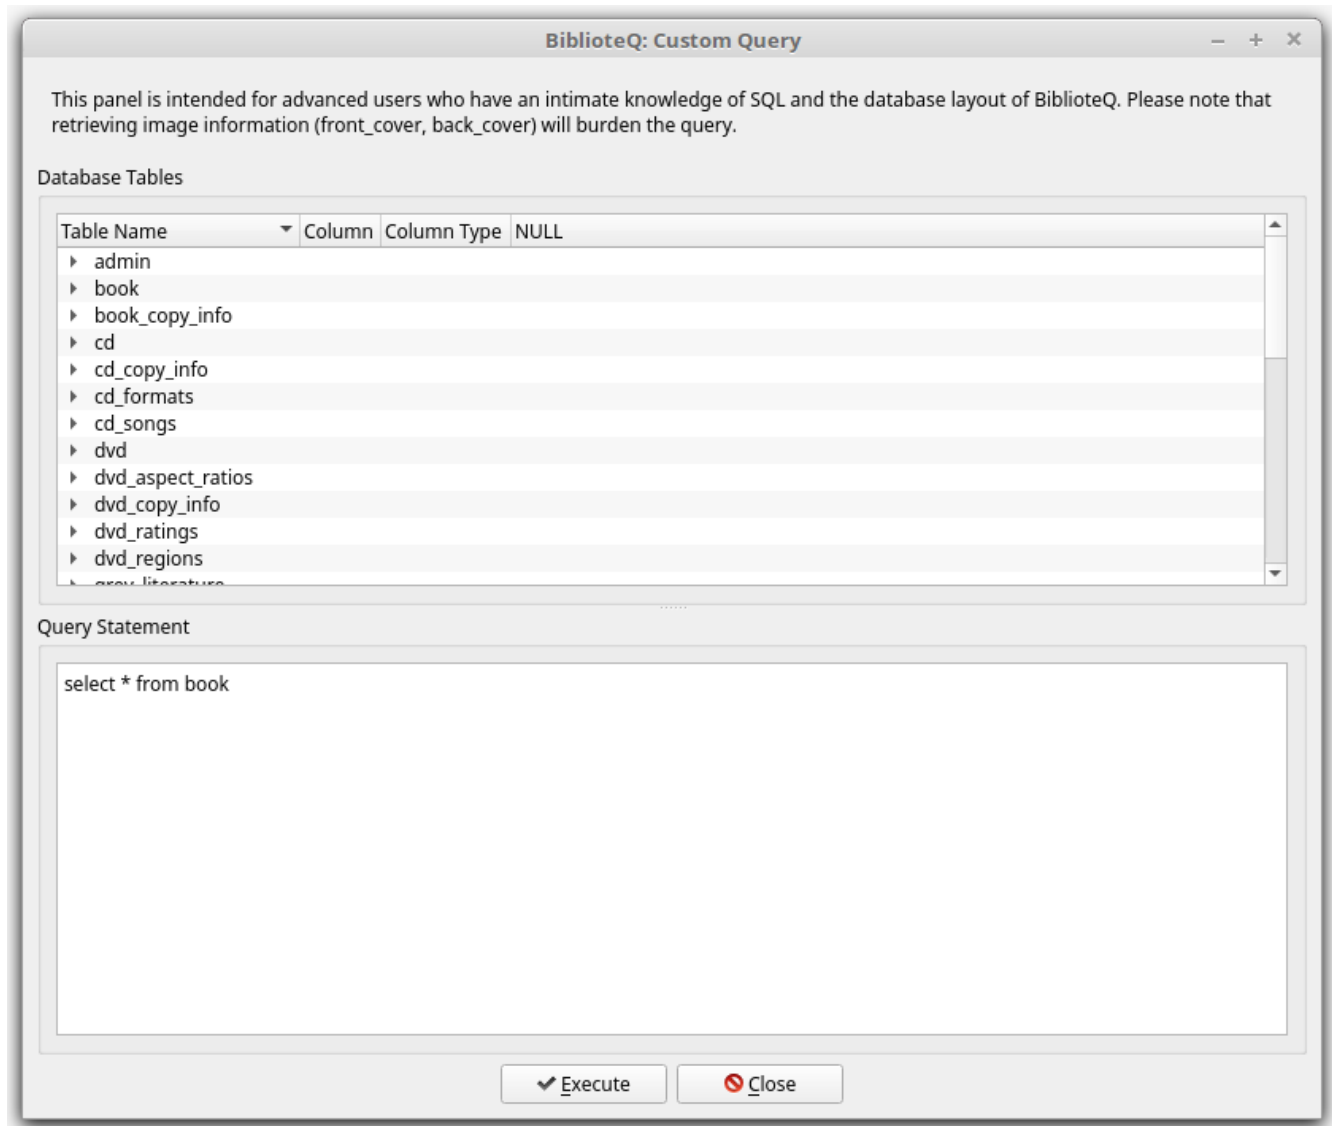 BiblioteQ: Custom Query
This panel is intended for advanced users who have an intimate knowledge of SQL and the database layout of BiblioteQ. Please note that
retrieving image information (front_cover, back_cover) will burden the query.
Database Tables
Table Name Column Column Type NULL
admin
book
book_copy_info
cd
cd_copy_info
cd_formats
cd_songs
dvd
dvd_aspect_ratios
dvd_copy_info
dvd_ratings
dvd_regions
grey_literature
Query Statement
select * from book
Execute Close